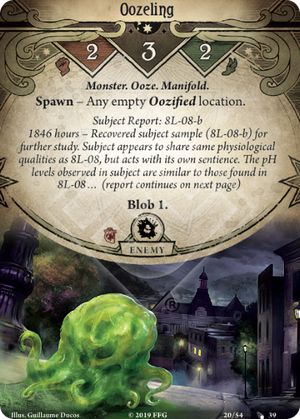 Oozeling
2 3 2
Monster. Ooze. Manifold.
Spawn – Any empty Oozified location.
Subject Report: 8L-08-b
1846 hours – Recovered subject sample (8L-08-b) for
further study. Subject appears to share same physiological
qualities as 8L-08, but acts with its own sentence. The pH
levels observed in subject are similar to those found in
8L-08… (report continues on next page)
Blob 1.
ENEMY
Illus. Guillaume Ducos
© 2019 FFG
20/54
39